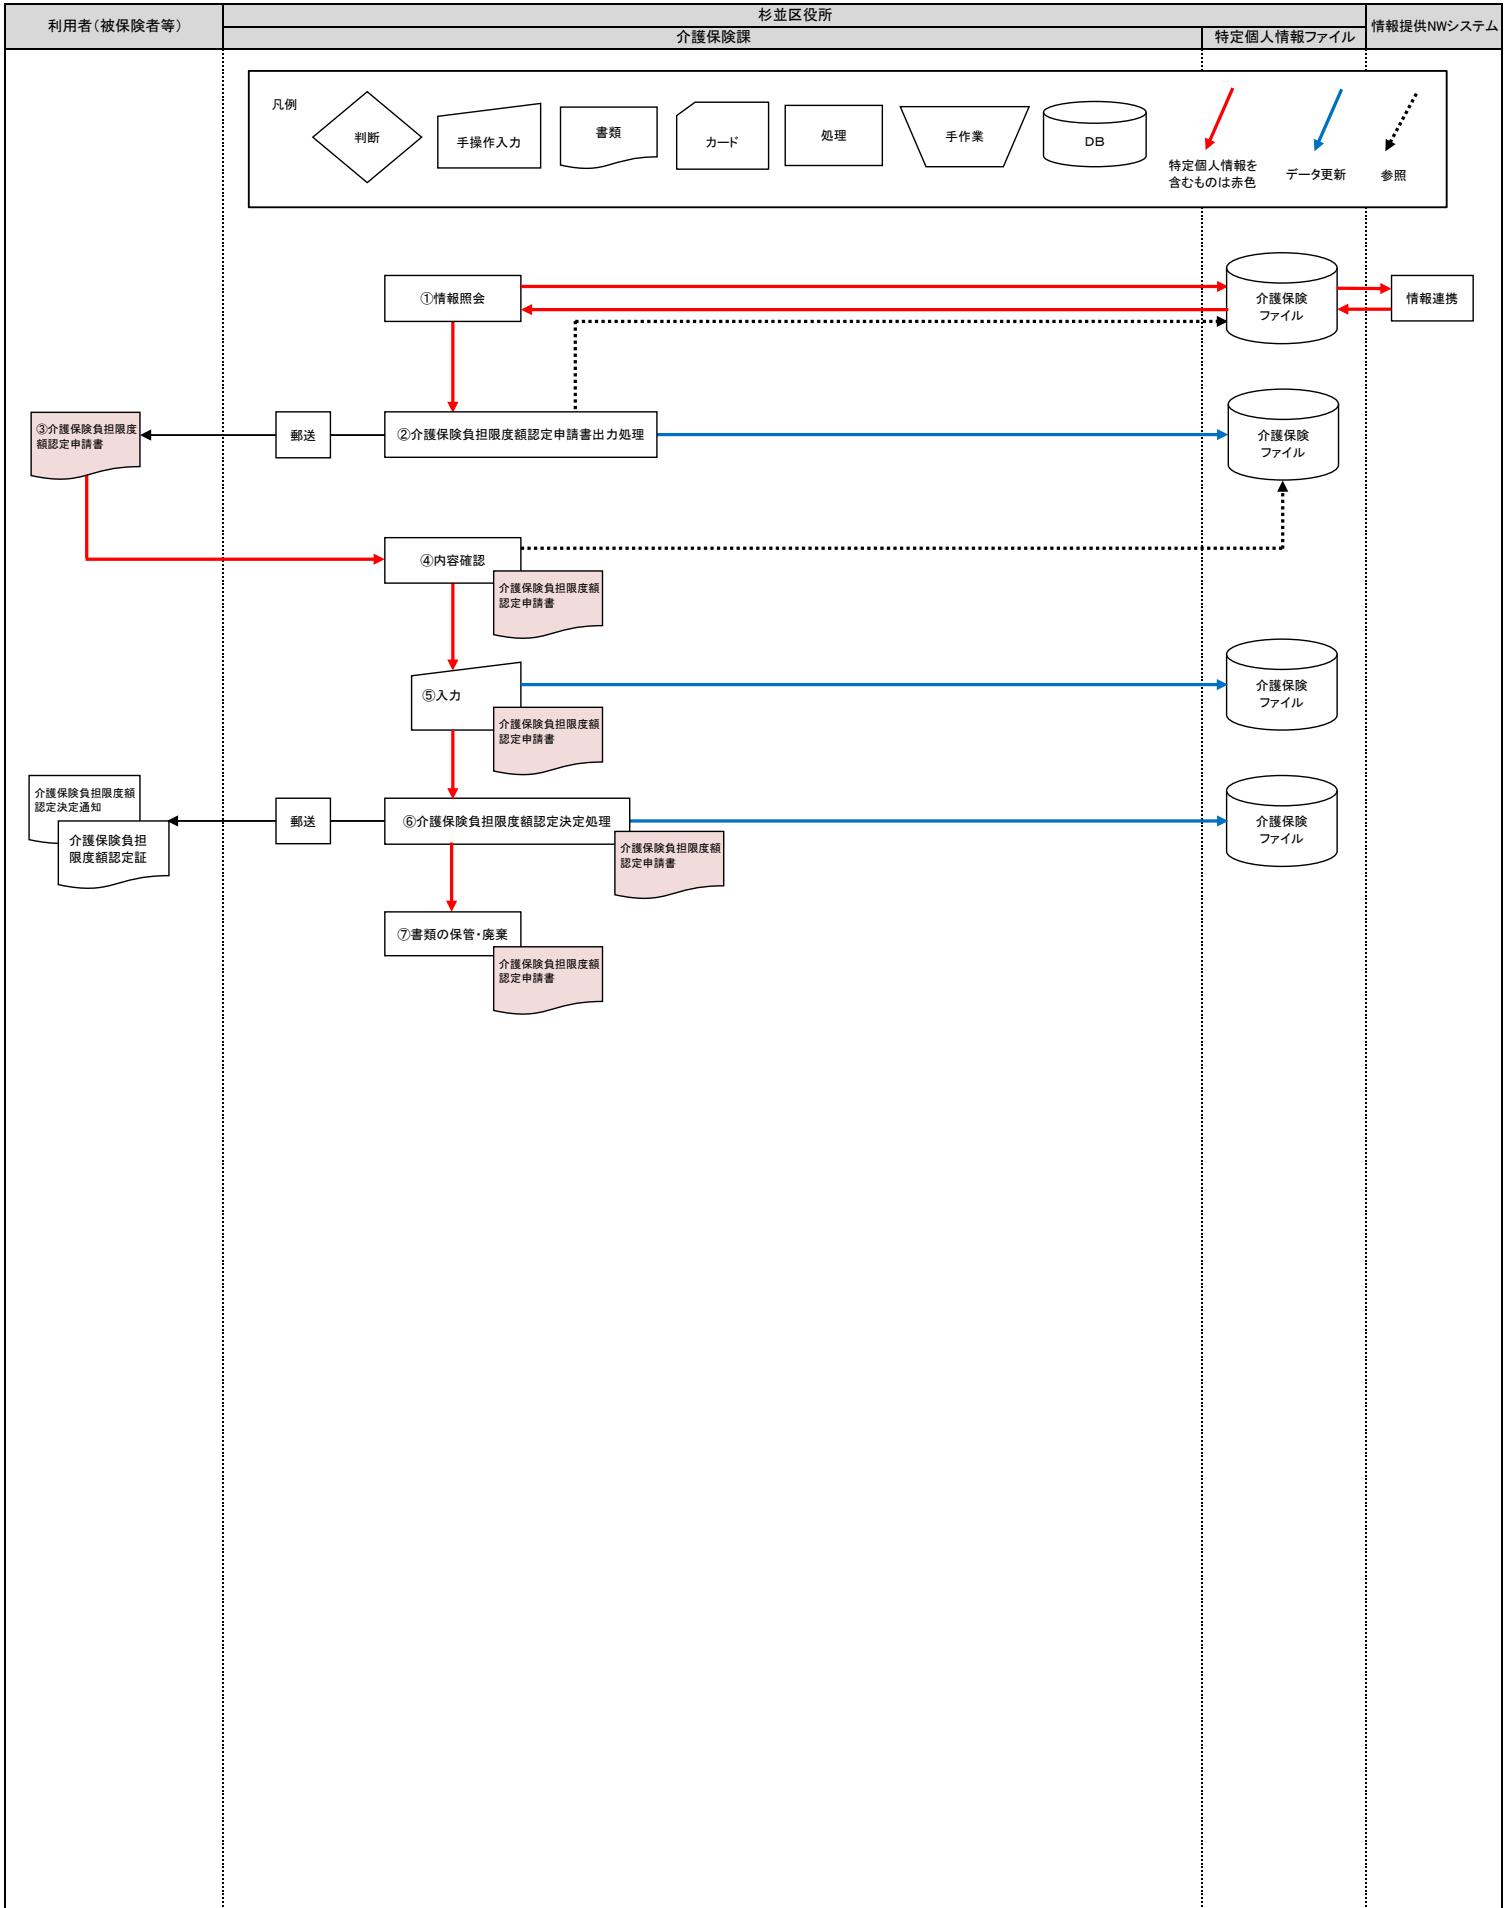 利用者（被保険者等）
杉並区役所
情報提供NWシステム
介護保険課
特定個人情報ファイル
凡例
判断
手操作入力
書類
カード
処理
手作業
DB
特定個人情報を
含むものは赤色
データ更新
参照
①情報照会
介護保険
ファイル
情報連携
③介護保険負担限度
額認定申請書
郵送
②介護保険負担限度額認定申請書出力処理
介護保険
ファイル
④内容確認
介護保険負担限度額
認定申請書
⑤入力
介護保険負担限度額
認定申請書
介護保険
ファイル
介護保険負担限度額
認定決定通知
介護保険負担
限度額認定証
郵送
⑥介護保険負担限度額認定決定処理
介護保険負担限度額
認定申請書
介護保険
ファイル
⑦書類の保管・廃棄
介護保険負担限度額
認定申請書